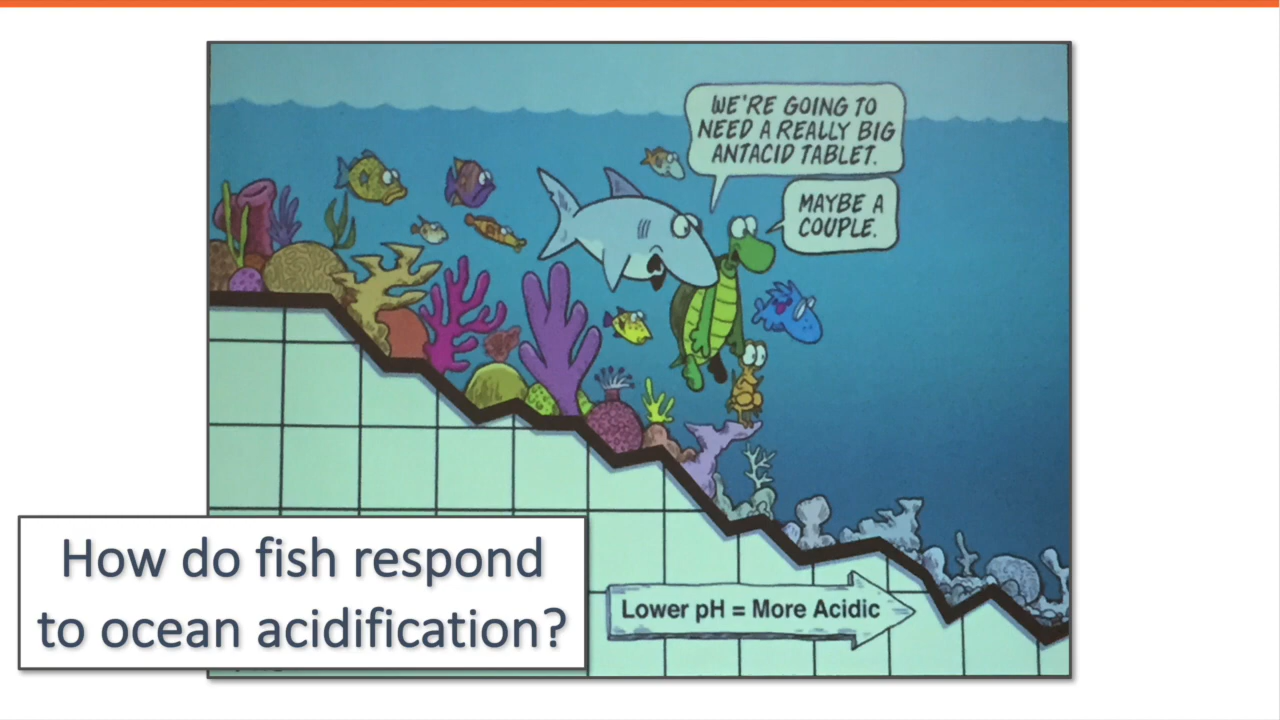 WE'RE GOING TO
NEED A REALLY BIG
ANTACID TABLET.
MAYBE A
COUPLE.
Lower pH = More Acidic
How do fish respond
to ocean acidification?